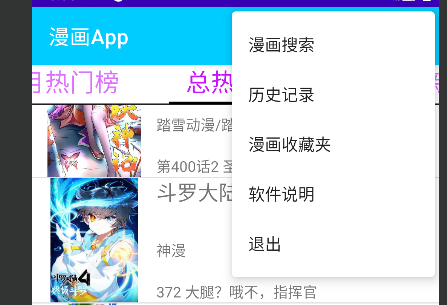 漫画App
月热门榜
总热
漫画搜索
历史记录
漫画收藏夹
软件说明
退出
踏雪动漫/踏
第400话2 圣
斗罗大陆
神漫
372 大腿？哦不，指挥官